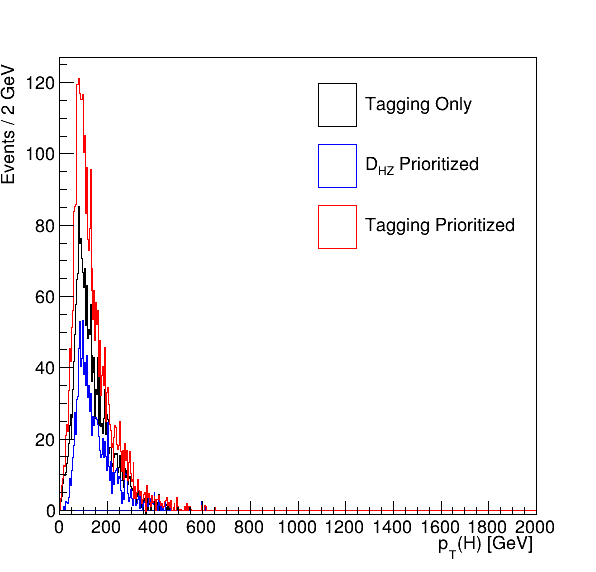 Events / 2 GeV
120
100
80
60
40
20
0
Tagging Only
D_HZ Prioritized
Tagging Prioritized
0 200 400 600 800 1000 1200 1400 1600 1800 2000
p_T(H) [GeV]